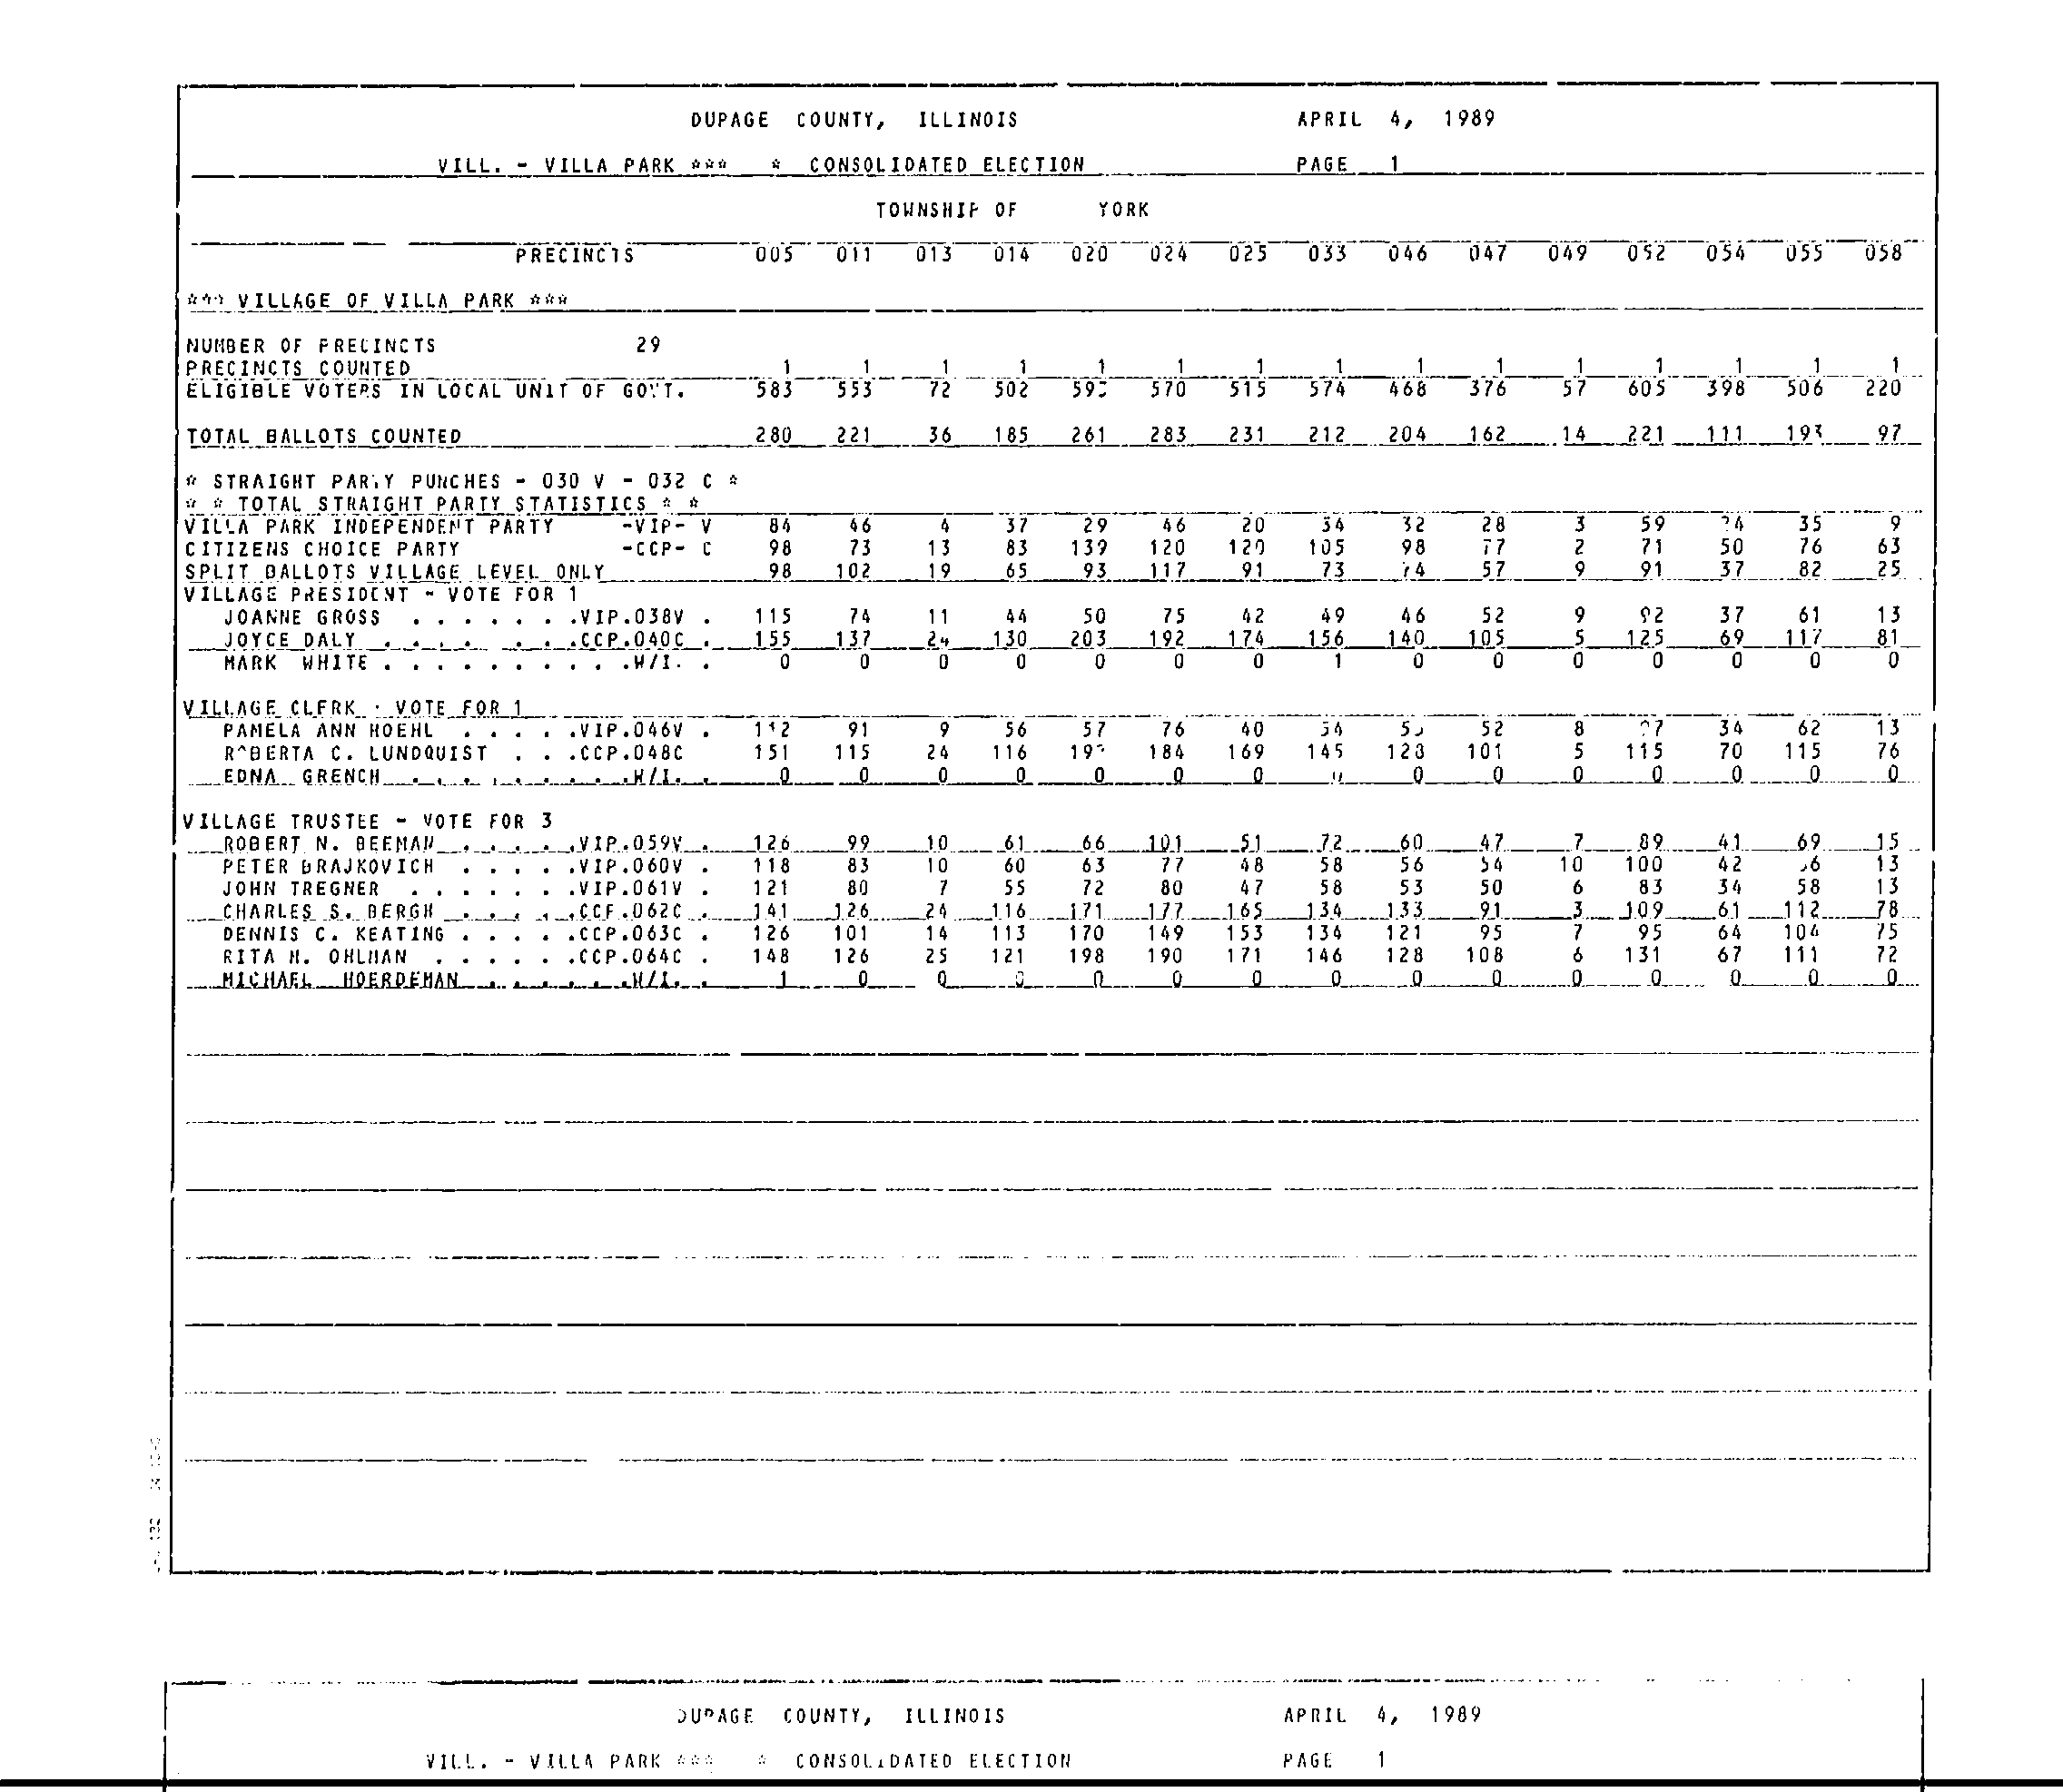 DUPAGE COUNTY, ILLINOIS APRIL 4, 1989
VILL. - VILLA PARK *** * CONSOLIDATED ELECTION PAGE 1
TOWNSHIP OF YORK
PRECINCTS 005 011 013 014 020 024 025 033 046 047 049 052 054 055 058
*** VILLAGE OF VILLA PARK ***
NUMBER OF PRECINCTS 29
PRECINCTS COUNTED 1 1 1 1 1 1 1 1 1 1 1 1 1 1 1
ELIGIBLE VOTERS IN LOCAL UNIT OF GOVT. 583 553 72 502 570 515 574 468 376 57 605 398 506 220
TOTAL BALLOTS COUNTED 280 221 36 185 261 283 231 212 204 162 14 221 111 193 97
* STRAIGHT PARTY PUNCHES - 030 V - 032 C *
* * TOTAL STRAIGHT PARTY STATISTICS * *
VILLA PARK INDEPENDENT PARTY -VIP- V 84 46 4 37 29 46 20 34 32 28 3 59 24 35 9
CITIZENS CHOICE PARTY -CCP- C 98 73 13 83 139 120 120 105 98 77 2 71 50 76 63
SPLIT BALLOTS VILLAGE LEVEL ONLY 98 102 19 65 93 117 91 73 74 57 9 91 37 82 25
VILLAGE PRESIDENT - VOTE FOR 1
JOANNE GROSS . . . . . . .VIP.038V . 115 74 11 44 50 75 42 49 46 52 9 92 37 61 13
JOYCE DALY . . . . . . .CCP.040C . 155 137 24 130 203 192 174 156 140 105 5 125 69 117 81
MARK WHITE . . . . . . . . . .W/I. . 0 0 0 0 0 0 0 1 0 0 0 0 0 0 0
VILLAGE CLERK - VOTE FOR 1
PAMELA ANN HOEHL . . . . .VIP.046V . 112 91 9 56 57 76 40 54 52 8 34 62 13
ROBERTA C. LUNDQUIST . . .CCP.048C 151 115 24 116 184 169 145 128 101 5 115 70 115 76
EDNA GRENCH . . . . . . . . .W/I. . 0 0 0 0 0 0 0 0 0 0 0 0 0 0
VILLAGE TRUSTEE - VOTE FOR 3
ROBERT N. BEEMAN . . . . .VIP.059V . 126 99 10 61 66 101 51 72 60 47 7 89 41 69 15
PETER BRAJKOVICH . . . . .VIP.060V . 118 83 10 60 63 77 48 58 56 54 10 100 42 13
JOHN TREGNER . . . . . . .VIP.061V . 121 80 7 55 72 80 47 58 53 50 6 83 34 58 13
CHARLES S. BERGH . . . . .CCP.062C . 141 126 24 116 171 177 165 134 133 91 3 109 61 112 78
DENNIS C. KEATING . . . . .CCP.063C . 126 101 14 113 170 149 153 134 121 95 7 95 64 104 75
RITA H. OHLMAN . . . . . .CCP.064C . 148 126 25 121 198 190 171 146 128 108 6 131 67 111 72
MICHAEL HOERDEMAN . . . . . .W/I. . 1 0 0 0 0 0 0 0 0 0 0 0 0 0 0
DUPAGE COUNTY, ILLINOIS APRIL 4, 1989
VILL. - VILLA PARK *** * CONSOLIDATED ELECTION PAGE 1